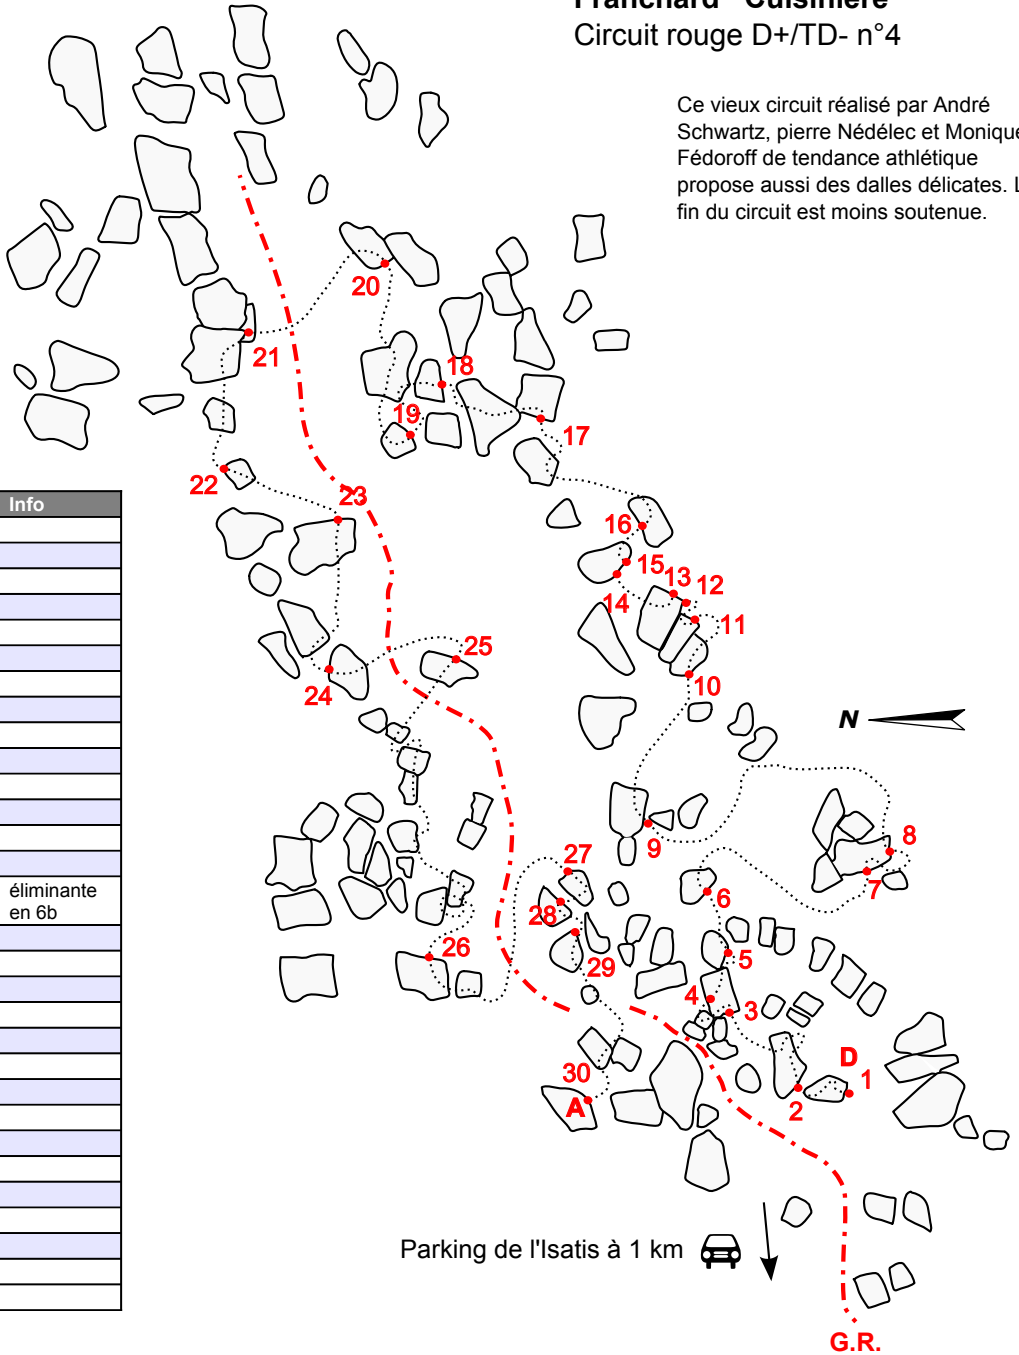 Franchard Cuisinière
Circuit rouge D+/TD- n°4
Ce vieux circuit réalisé par André
Schwartz, pierre Nédélec et Monique
Fédoroff de tendance athlétique
propose aussi des dalles délicates. L
fin du circuit est moins soutenue.
20
21
18
19
17
22
23
Info
16
15
13
12
14
11
25
24
10
N
9
8
27
7
6
éliminante
en 6b
28
26
29
5
4
3
D
1
30
2
A
Parking de l'Isatis à 1 km
G.R.